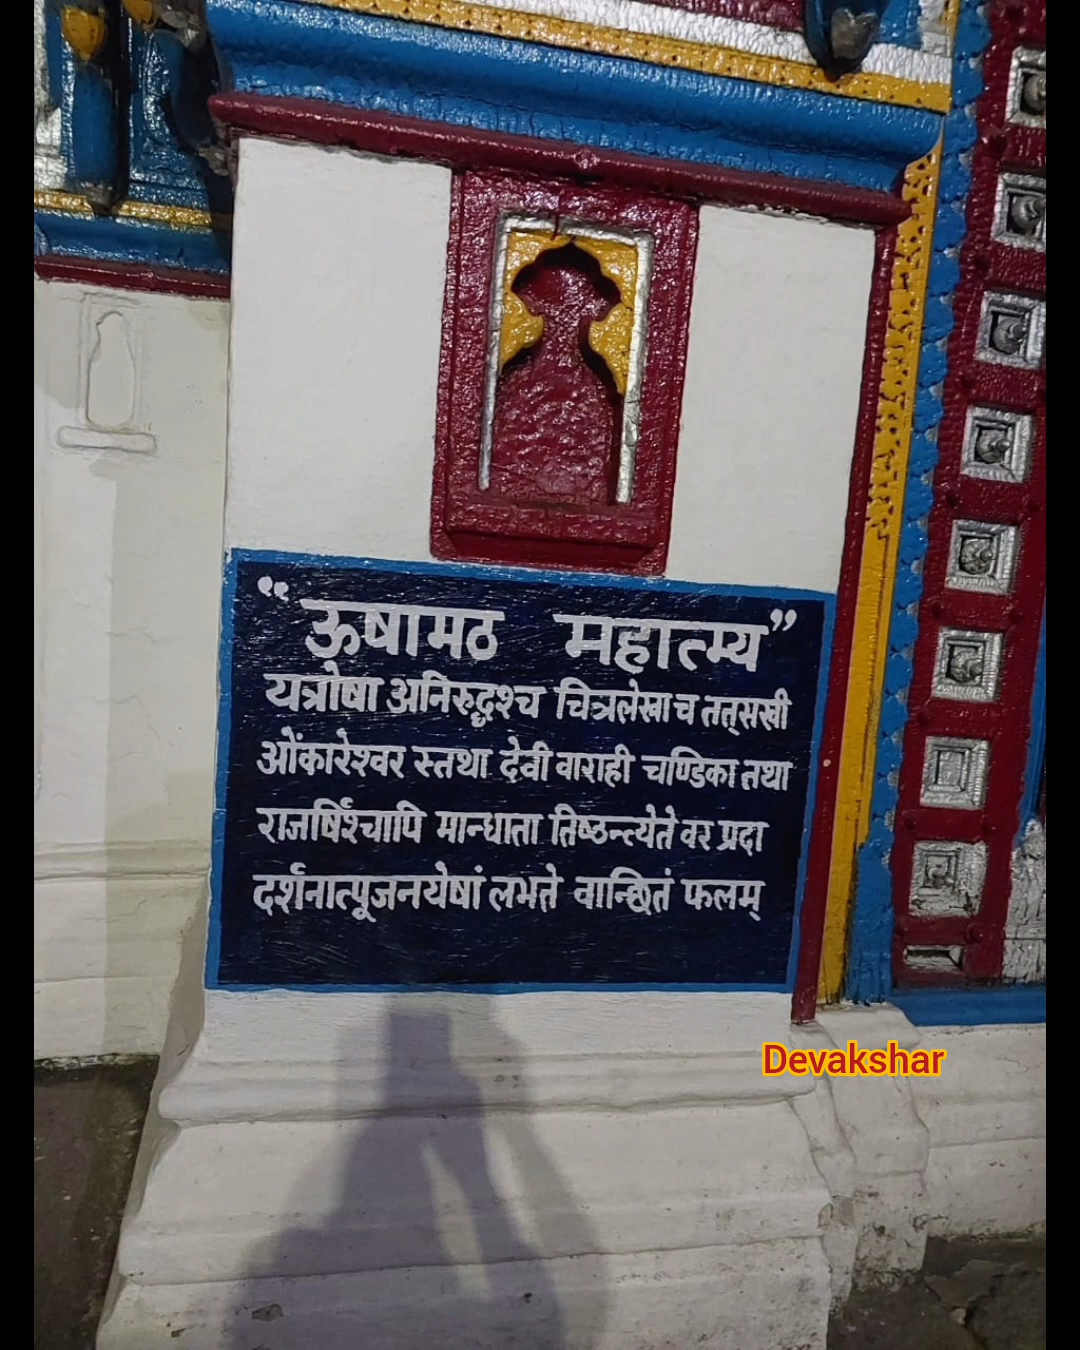 “ऊषामठ महात्म्य”
यत्रोषा अनिरुद्धश्च चित्रलेखा च तत्सखी
ओंकारेश्वर स्तथा देवी वाराही चण्डिका तथा
राजर्षिश्चापि मान्धाता तिष्ठन्त्येते वर प्रदा
दर्शनात्पूजनयेषां लभते वान्छितं फलम्
Devakshar